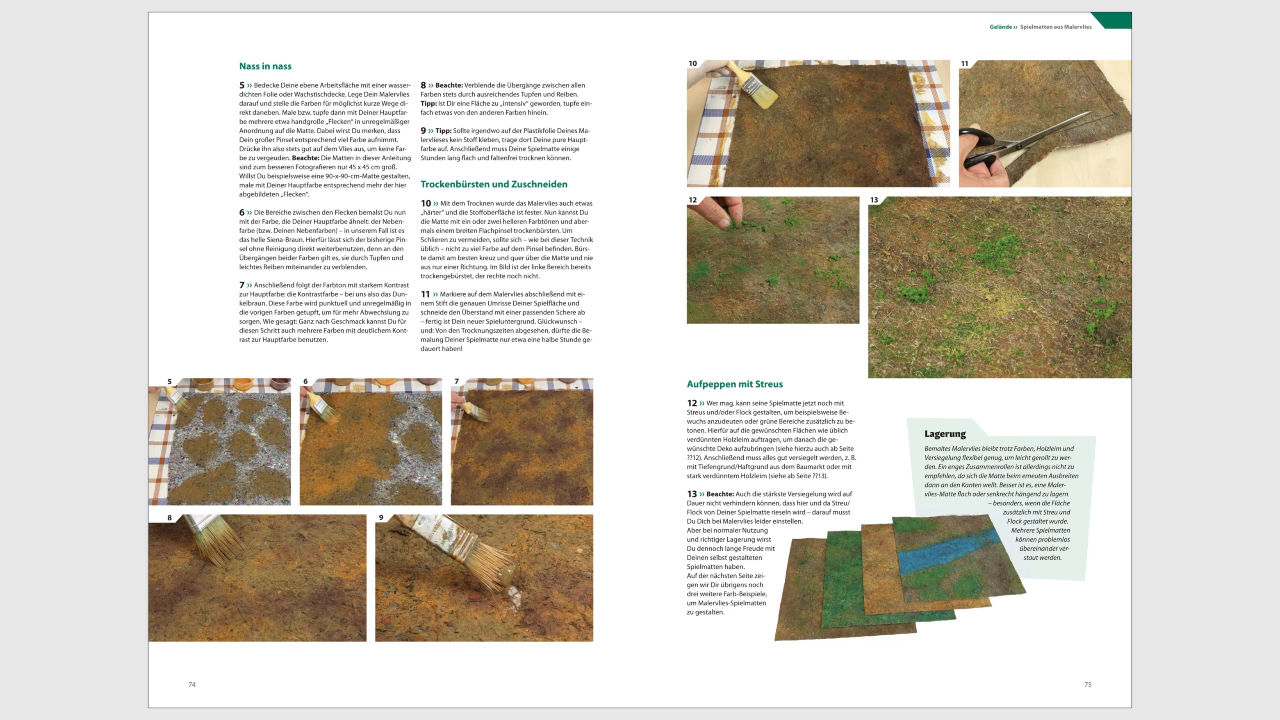 Gelände ›› Spielmatten aus Malervlies
Nass in nass
5 ›› Bedecke Deine ebene Arbeitsfläche mit einer wasser-
dichten Folie oder Wachstischdecke. Lege Dein Malervlies
darauf und stelle die Farben für möglichst kurze Wege di-
rekt daneben. Male bzw. tupfe dann mit Deiner Hauptfar-
be mehrere etwa handgroße „Flecken“ in unregelmäßiger
Anordnung auf die Matte. Dabei wirst Du merken, dass
Dein großer Pinsel entsprechend viel Farbe aufnimmt.
Drücke ihn also stets gut auf dem Vlies aus, um keine Far-
be zu vergeuden. Beachte: Die Matten in dieser Anleitung
sind zum besseren Fotografieren nur 45 x 45 cm groß.
Willst Du beispielsweise eine 90-x-90-cm-Matte gestalten,
male mit Deiner Hauptfarbe entsprechend mehr der hier
abgebildeten „Flecken“.
6 ›› Die Bereiche zwischen den Flecken bemalst Du nun
mit der Farbe, die Deiner Hauptfarbe ähnelt: der Neben-
farbe (bzw. Deinen Nebenfarben) – in unserem Fall ist es
das helle Siena-Braun. Hierfür lässt sich der bisherige Pin-
sel ohne Reinigung direkt weiterbenutzen, denn an den
Übergängen beider Farben gilt es, sie durch Tupfen und
leichtes Reiben miteinander zu verblenden.
7 ›› Anschließend folgt der Farbton mit starkem Kontrast
zur Hauptfarbe: die Kontrastfarbe – bei uns also das Dun-
kelbraun. Diese Farbe wird punktuell und unregelmäßig in
die vorigen Farben getupft, um für mehr Abwechslung zu
sorgen. Wie gesagt: Ganz nach Geschmack kannst Du für
diesen Schritt auch mehrere Farben mit deutlichem Kont-
rast zur Hauptfarbe benutzen.
8 ›› Beachte: Verblende die Übergänge zwischen allen
Farben stets durch ausreichendes Tupfen und Reiben.
Tipp: Ist Dir eine Fläche zu „intensiv“ geworden, tupfe ein-
fach etwas von den anderen Farben hinein.
9 ›› Tipp: Sollte irgendwo auf der Plastikfolie Deines Ma-
lervlieses kein Stoff kleben, trage dort Deine pure Haupt-
farbe auf. Anschließend muss Deine Spielmatte einige
Stunden lang flach und faltenfrei trocknen können.
Trockenbürsten und Zuschneiden
10 ›› Mit dem Trocknen wurde das Malervlies auch etwas
„härter“ und die Stoffoberfläche ist fester. Nun kannst Du
die Matte mit ein oder zwei helleren Farbtönen und aber-
mals einem breiten Flachpinsel trockenbürsten. Um
Schlieren zu vermeiden, sollte sich – wie bei dieser Technik
üblich – nicht zu viel Farbe auf dem Pinsel befinden. Bürs-
te damit am besten kreuz und quer über die Matte und nie
aus nur einer Richtung. Im Bild ist der linke Bereich bereits
trockengebürstet, der rechte noch nicht.
11 ›› Markiere auf dem Malervlies abschließend mit ei-
nem Stift die genauen Umrisse Deiner Spielfläche und
schneide den Überstand mit einer passenden Schere ab
– fertig ist Dein neuer Spieluntergrund. Glückwunsch –
und: Von den Trocknungszeiten abgesehen, dürfte die Be-
malung Deiner Spielmatte nur etwa eine halbe Stunde ge-
dauert haben!
5
6
7
8
9
74
10
11
12
13
Aufpeppen mit Streus
12 ›› Wer mag, kann seine Spielmatte jetzt noch mit
Streus und/oder Flock gestalten, um beispielsweise Be-
wuchs anzudeuten oder grüne Bereiche zusätzlich zu be-
tonen. Hierfür auf die gewünschten Flächen wie üblich
verdünnten Holzleim auftragen, um danach die ge-
wünschte Deko aufzubringen (siehe hierzu auch ab Seite
??12). Anschließend muss alles gut versiegelt werden, z. B.
mit Tiefengrund/Haftgrund aus dem Baumarkt oder mit
stark verdünntem Holzleim (siehe ab Seite ??13).
13 ›› Beachte: Auch die stärkste Versiegelung wird auf
Dauer nicht verhindern können, dass hier und da Streu/
Flock von Deiner Spielmatte rieseln wird – darauf musst
Du Dich bei Malervlies leider einstellen.
Aber bei normaler Nutzung
und richtiger Lagerung wirst
Du dennoch lange Freude mit
Deinen selbst gestalteten
Spielmatten haben.
Auf der nächsten Seite zei-
gen wir Dir übrigens noch
drei weitere Farb-Beispiele,
um Malervlies-Spielmatten
zu gestalten.
Lagerung
Bemaltes Malervlies bleibt trotz Farben, Holzleim und
Versiegelung flexibel genug, um leicht gerollt zu wer-
den. Ein enges Zusammenrollen ist allerdings nicht zu
empfehlen, da sich die Matte beim erneuten Ausbreiten
dann an den Kanten wellt. Besser ist es, eine Maler-
vlies-Matte flach oder senkrecht hängend zu lagern
– besonders, wenn die Fläche
zusätzlich mit Streu und
Flock gestaltet wurde.
Mehrere Spielmatten
können problemlos
übereinander ver-
staut werden.
75